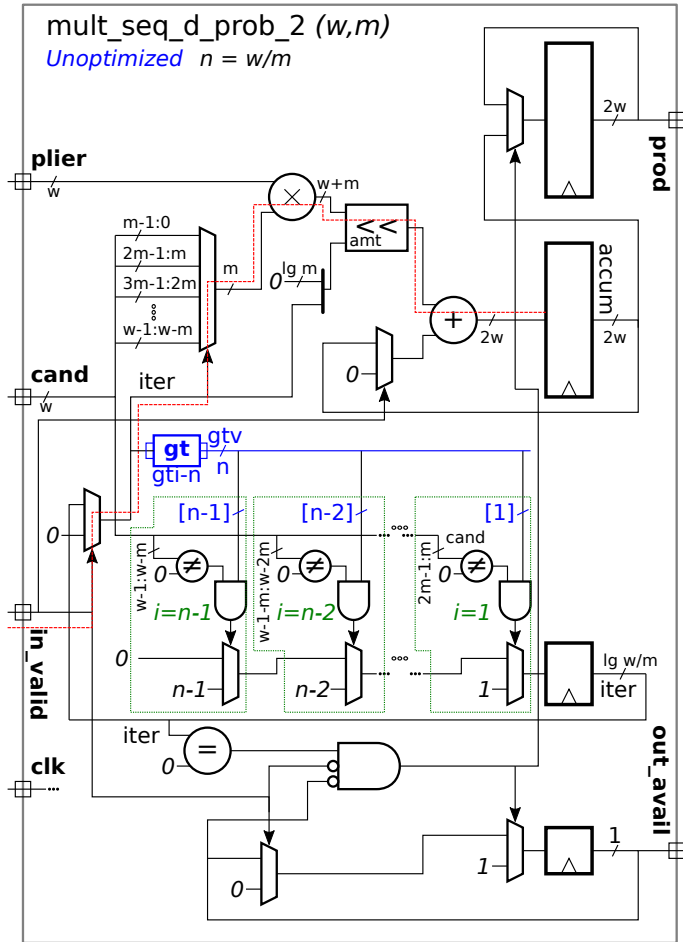 mult_seq_d_prob_2 (w,m)
Unoptimized n = w/m
2w
prod
plier
w
w+m
<<
amt
m-1:0
2m-1:m
3m-1:2m
w-1:w-m
m
lg m
0
accum
+
2w
2w
cand
w
iter
0
gt
gtv
gti-n
n
0
[n-1]
[n-2]
[1]
w-1:w-m
≠
0
w-1-m:w-2m
≠
0
cand
2m-1:m
≠
0
i=n-1
i=n-2
i=1
in_valid
0
n-1
n-2
1
lg w/m
iter
iter
=
0
out_avail
clk
1
1
0